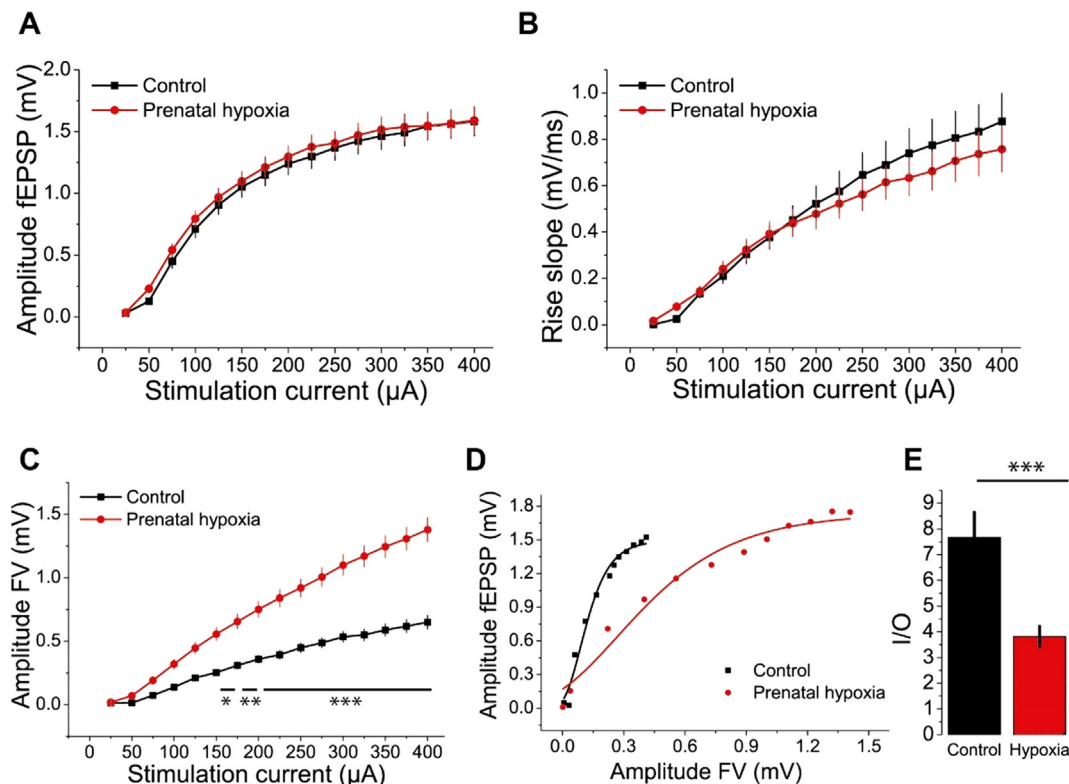 A
Amplitude fEPSP (mV)
2.0
1.5
1.0
0.5
0.0
Control
Prenatal hypoxia
0 50 100 150 200 250 300 350 400
Stimulation current (µA)
B
Rise slope (mV/ms)
1.0
0.8
0.6
0.4
0.2
0.0
Control
Prenatal hypoxia
0 50 100 150 200 250 300 350 400
Stimulation current (µA)
C
Amplitude FV (mV)
1.5
1.0
0.5
0.0
Control
Prenatal hypoxia
* ** ***
0 50 100 150 200 250 300 350 400
Stimulation current (µA)
D
Amplitude fEPSP (mV)
1.8
1.5
1.2
0.9
0.6
0.3
0.0
Control
Prenatal hypoxia
0.0 0.3 0.6 0.9 1.2 1.5
Amplitude FV (mV)
E
***
I/O
9
8
7
6
5
4
3
2
1
0
Control Hypoxia